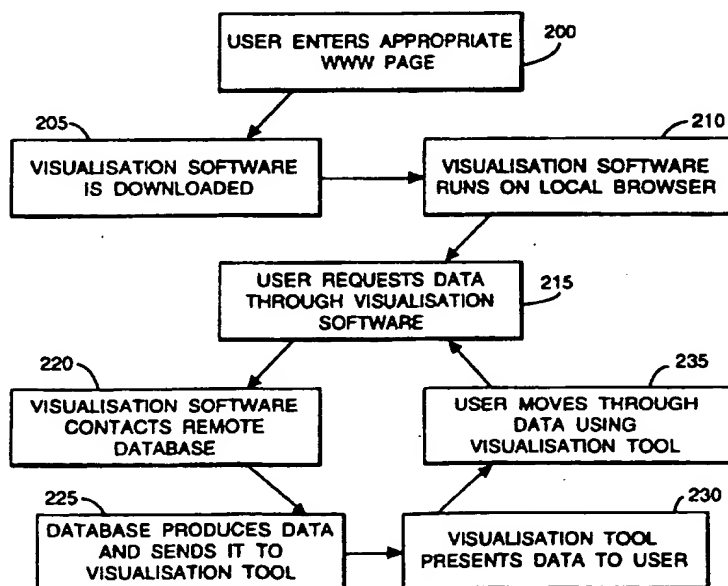 USER ENTERS APPROPRIATE
WWW PAGE
200
205
VISUALISATION SOFTWARE
IS DOWNLOADED
210
VISUALISATION SOFTWARE
RUNS ON LOCAL BROWSER
USER REQUESTS DATA
THROUGH VISUALISATION
SOFTWARE
215
220
VISUALISATION SOFTWARE
CONTACTS REMOTE
DATABASE
235
USER MOVES THROUGH
DATA USING
VISUALISATION TOOL
225
DATABASE PRODUCES DATA
AND SENDS IT TO
VISUALISATION TOOL
230
VISUALISATION TOOL
PRESENTS DATA TO USER